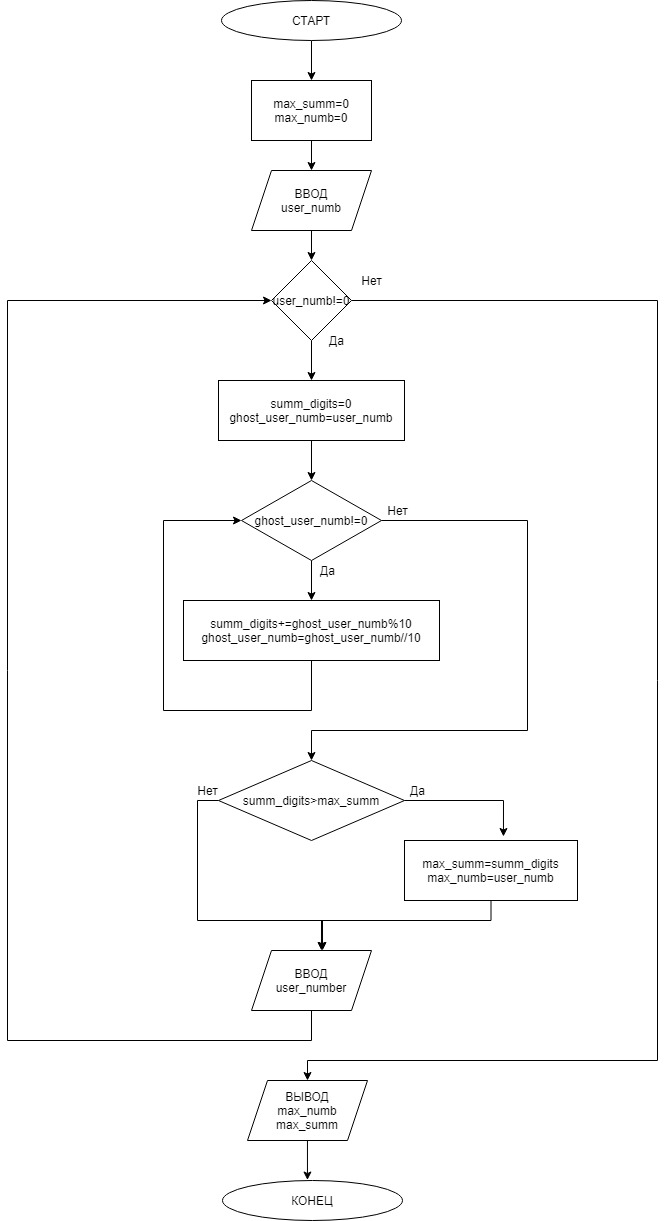 СТАРТ
max_summ=0
max_numb=0
ВВОД
user_numb
user_numb!=0
Нет
Да
summ_digits=0
ghost_user_numb=user_numb
ghost_user_numb!=0
Нет
Да
summ_digits+=ghost_user_numb%10
ghost_user_numb=ghost_user_numb//10
Нет
summ_digits>max_summ
Да
max_summ=summ_digits
max_numb=user_numb
ВВОД
user_number
ВЫВОД
max_numb
max_summ
КОНЕЦ